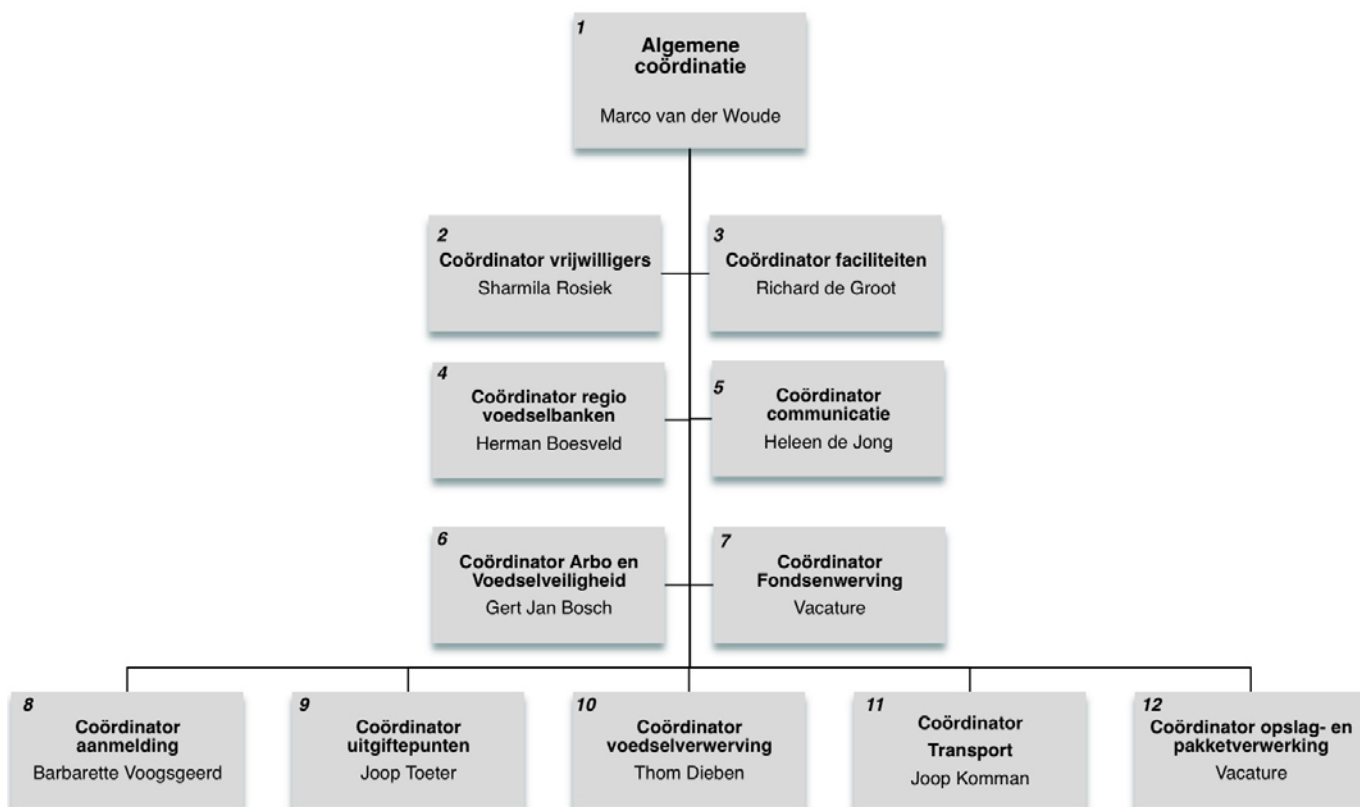 1
Algemene
coördinatie
Marco van der Woude
2
Coördinator vrijwilligers
Sharmila Rosiek
3
Coördinator faciliteiten
Richard de Groot
4
Coördinator regio
voedselbanken
Herman Boesveld
5
Coördinator
communicatie
Heleen de Jong
6
Coördinator Arbo en
Voedselveiligheid
Gert Jan Bosch
7
Coördinator
Fondsenwerving
Vacature
8
Coördinator
aanmelding
Barbarette Voogsgeerd
9
Coördinator
uitgiftepunten
Joop Toeter
10
Coördinator
voedselverwerving
Thom Dieben
11
Coördinator
Transport
Joop Komman
12
Coördinator opslag- en
pakketverwerking
Vacature